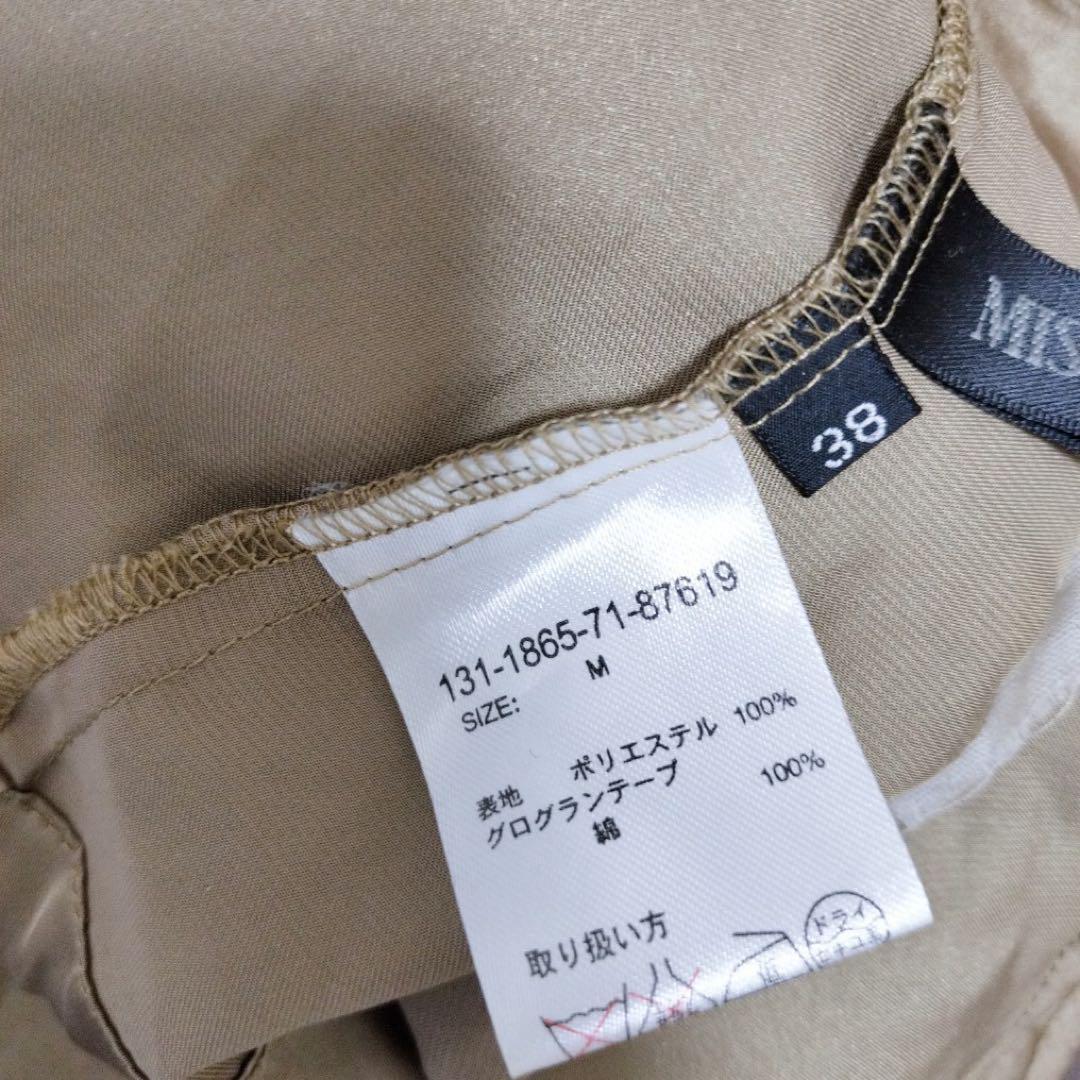 MIS
38
131-1865-71-87619
SIZE: M
表地 ポリエステル 100%
グログランテープ
綿 100%
取り扱い方
ドライ